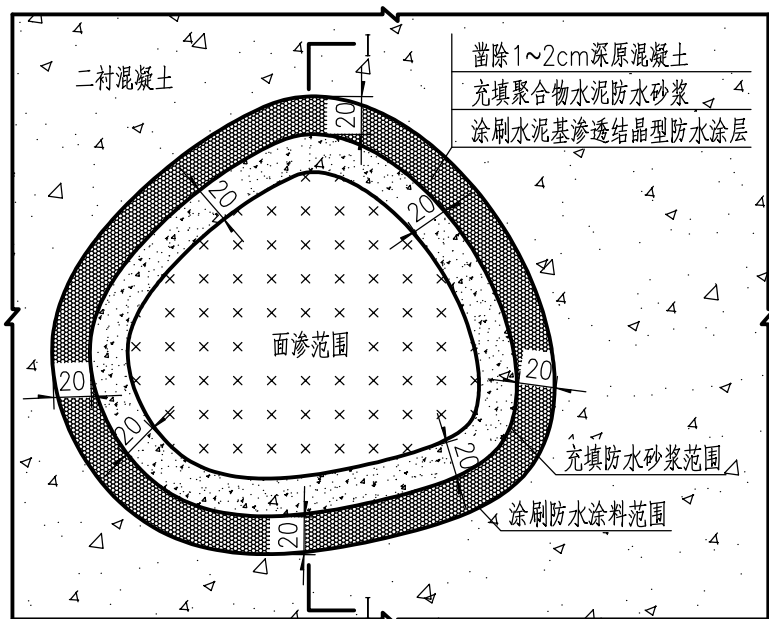 I
凿除1~2cm深原混凝土
二衬混凝土
充填聚合物水泥防水砂浆
20
涂刷水泥基渗透结晶型防水涂层
20
20
面渗范围
20
20
20
20
充填防水砂浆范围
涂刷防水涂料范围
20
I